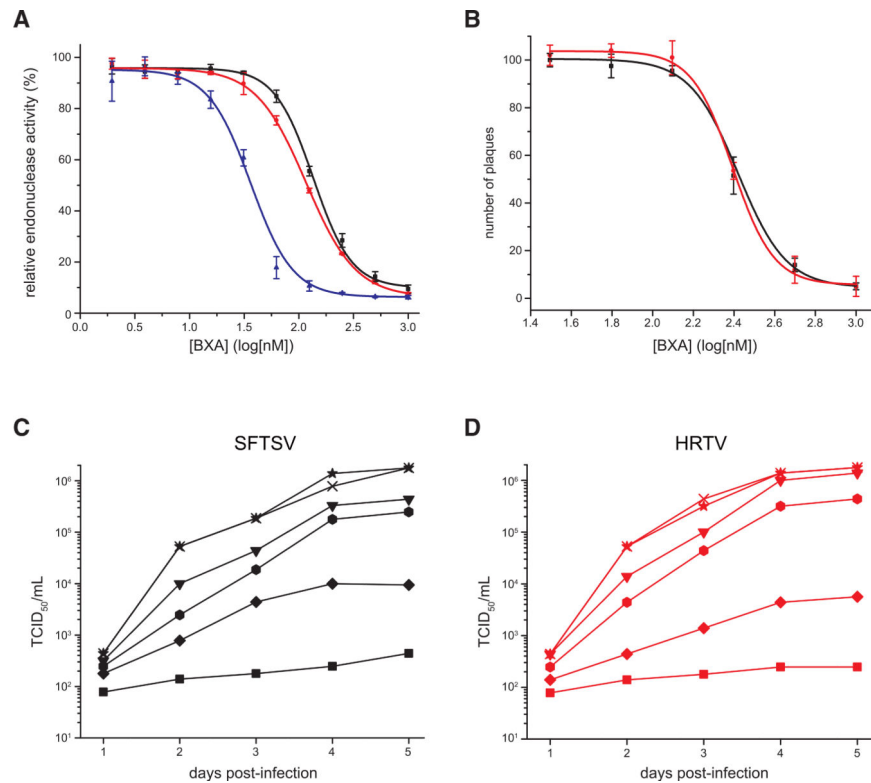 A
relative endonuclease activity (%)
100
80
60
40
20
0
0.0 0.5 1.0 1.5 2.0 2.5 3.0
[BXA] (log[nM])
B
number of plaques
100
80
60
40
20
0
1.4 1.6 1.8 2.0 2.2 2.4 2.6 2.8 3.0
[BXA] (log[nM])
C
SFTSV
TCID50/mL
10⁶
10⁵
10⁴
10³
10²
10¹
1 2 3 4 5
days post-infection
D
HRTV
TCID50/mL
10⁶
10⁵
10⁴
10³
10²
10¹
1 2 3 4 5
days post-infection